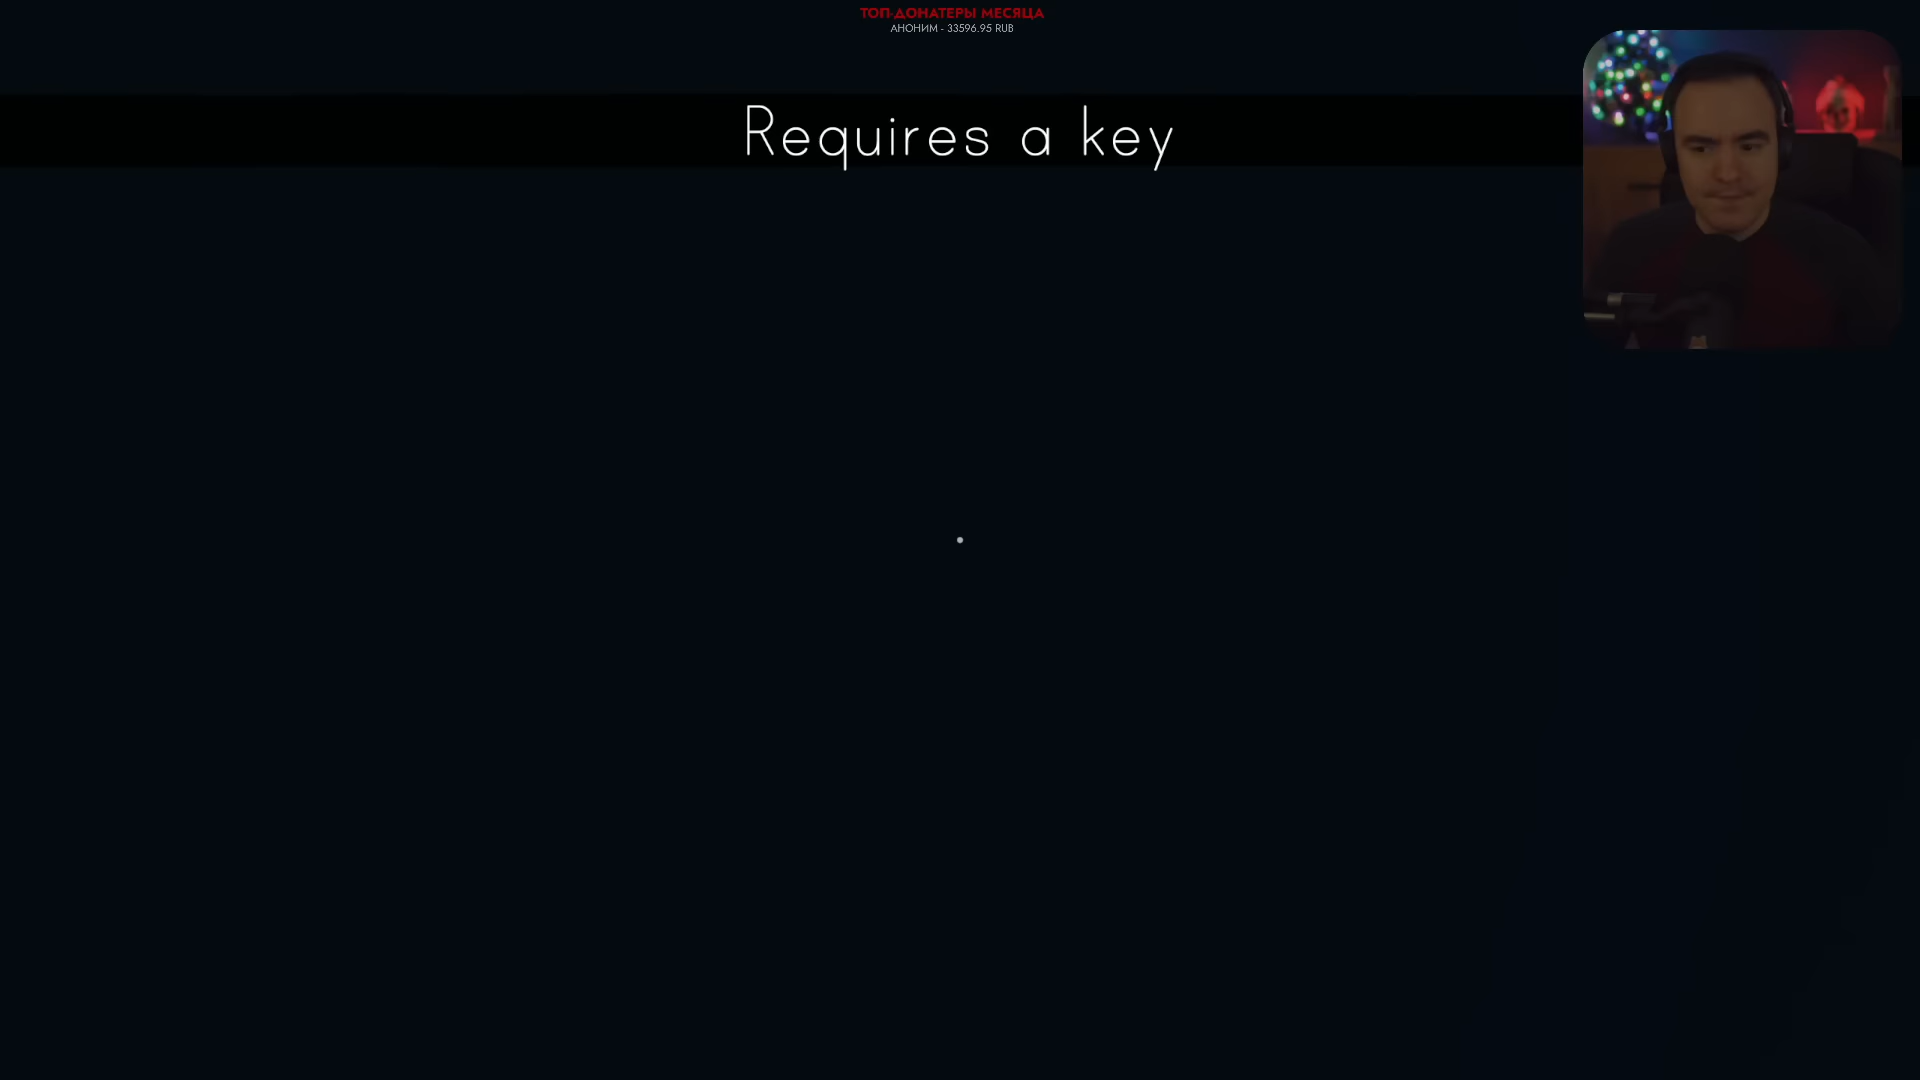 ТОП-ДОНАТЕРЫ МЕСЯЦА
АНОНИМ - 33596.95 RUB
Requires a key